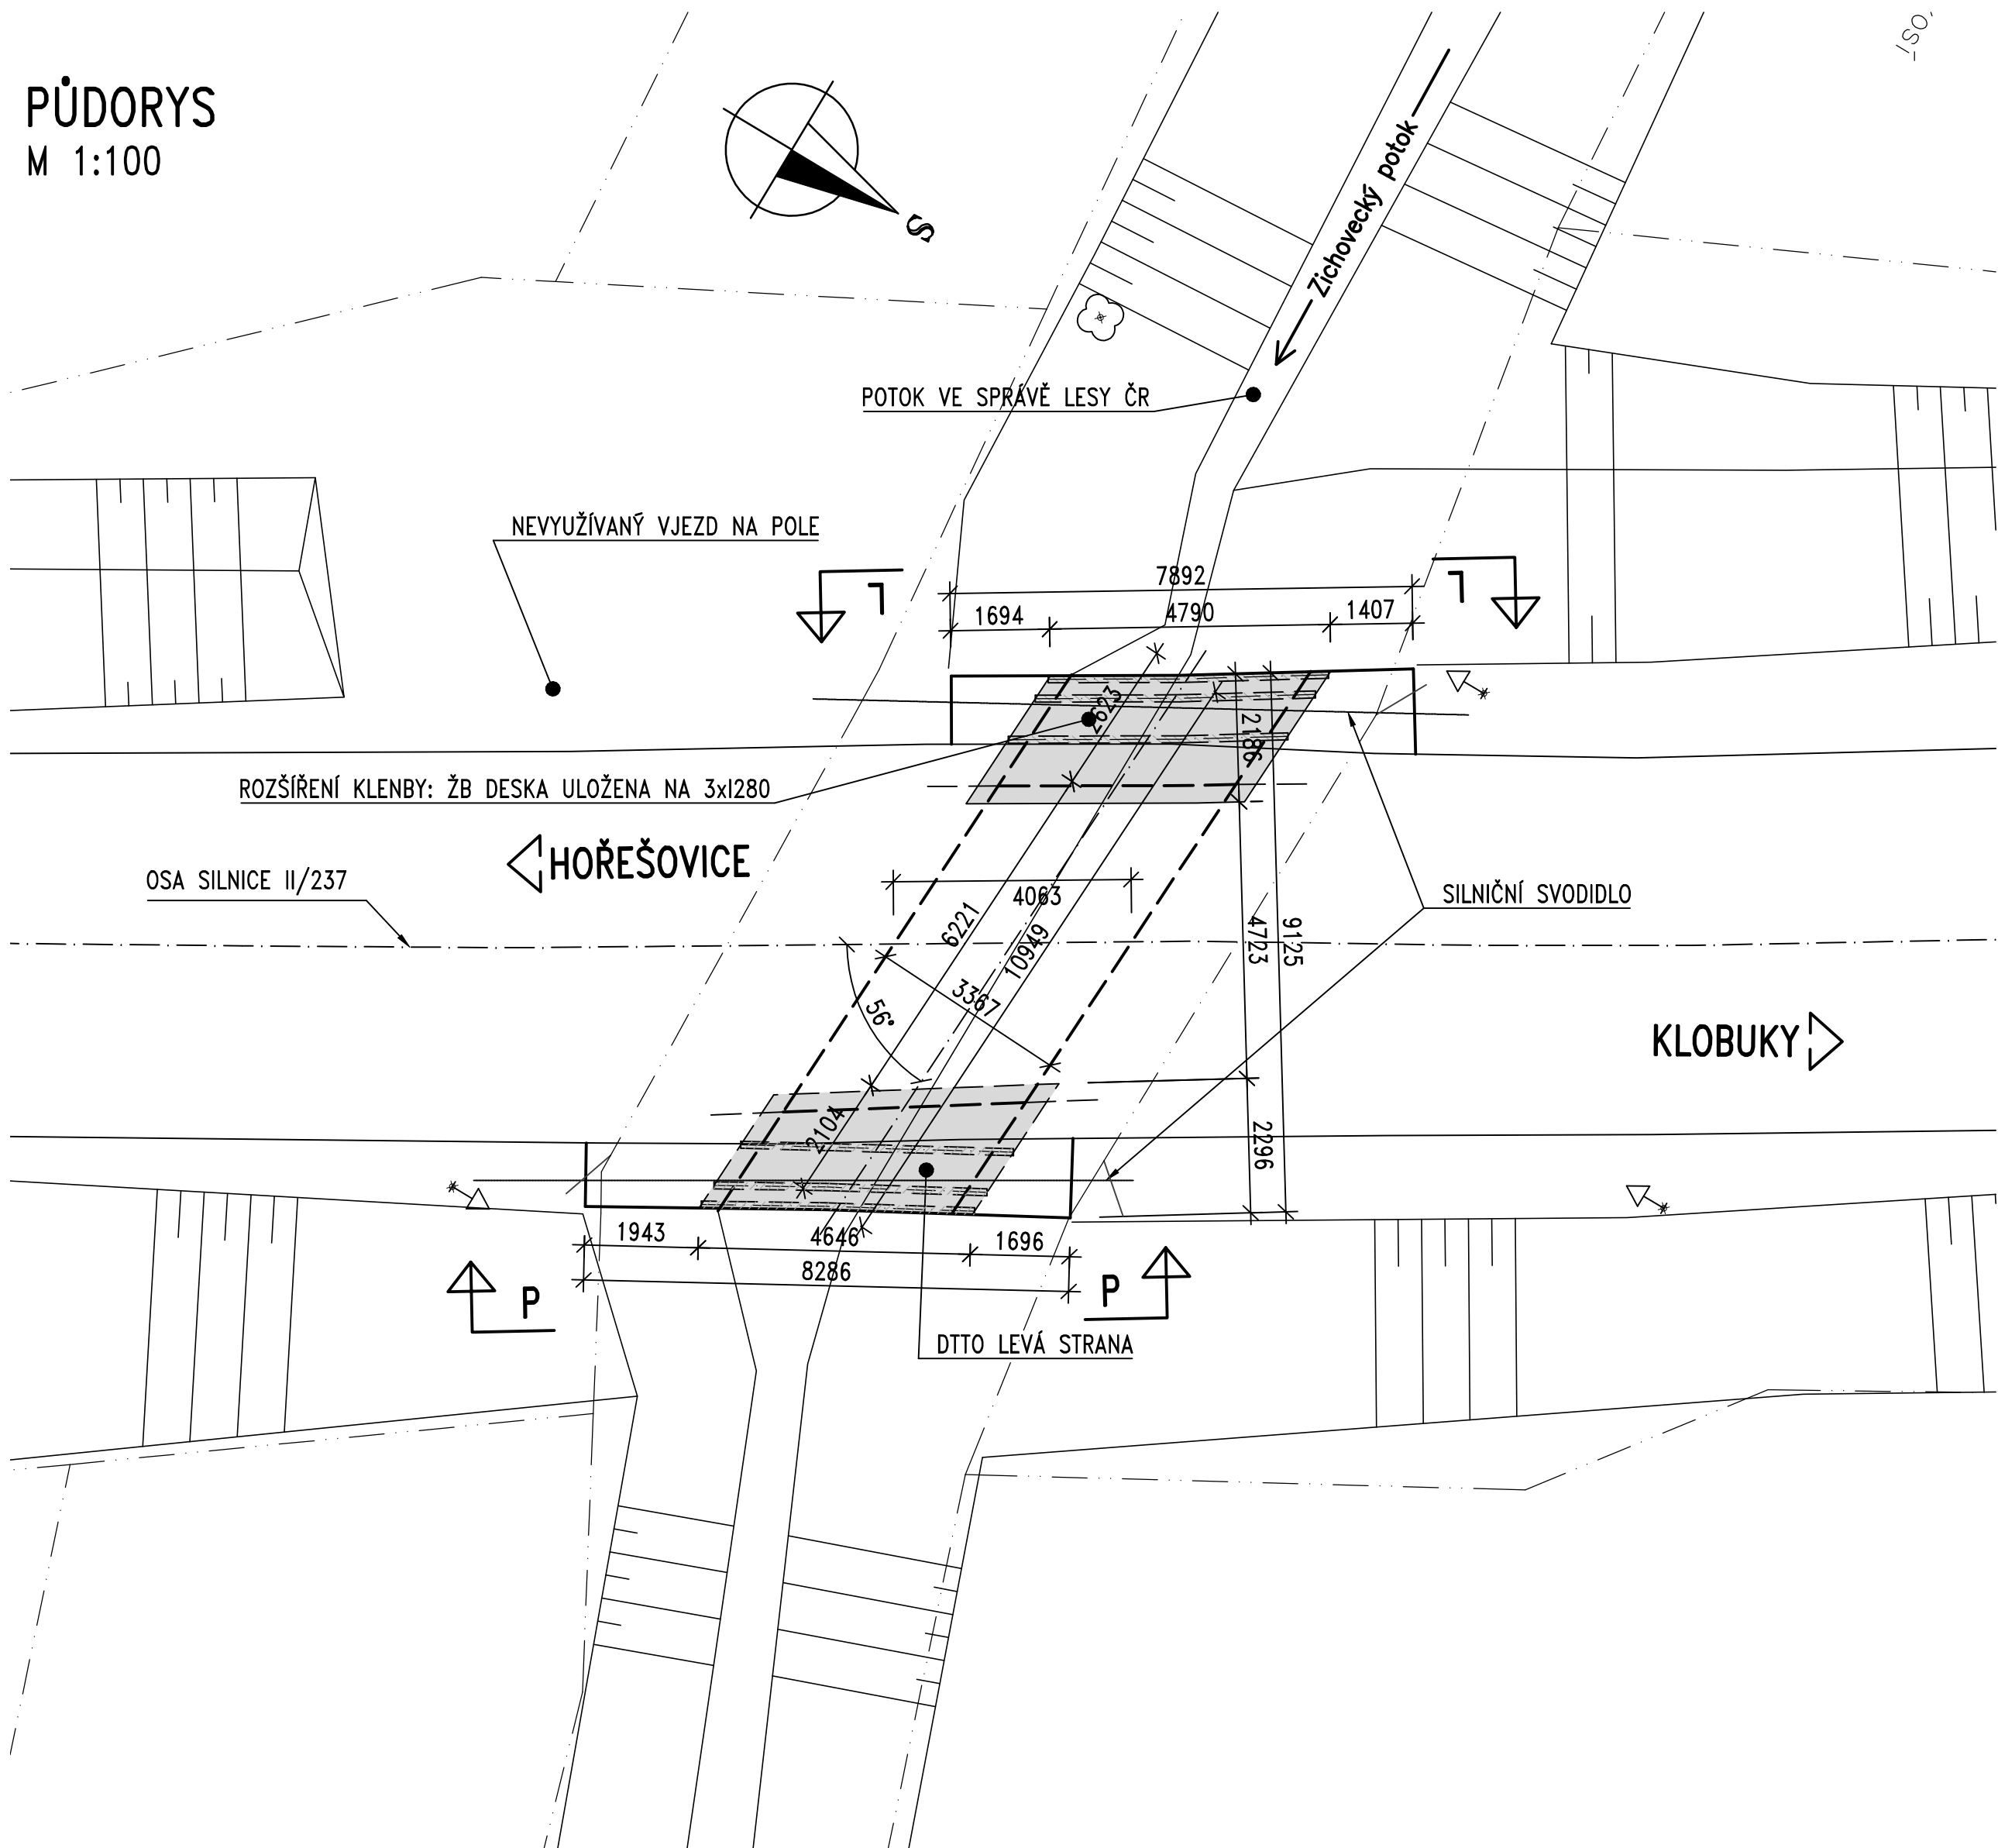 PŮDORYS
M 1:100
S
Zichovecký potok
POTOK VE SPRÁVĚ LESY ČR
NEVYUŽÍVANÝ VJEZD NA POLE
L
L
7892
1694
4790
1407
2623
2186
ROZŠÍŘENÍ KLENBY: ŽB DESKA ULOŽENA NA 3xI280
HOŘEŠOVICE
OSA SILNICE II/237
4063
SILNIČNÍ SVODIDLO
6221
10949
4723
9125
3367
56°
KLOBUKY
2104
2296
1943
4646
1696
8286
P
P
DTTO LEVÁ STRANA